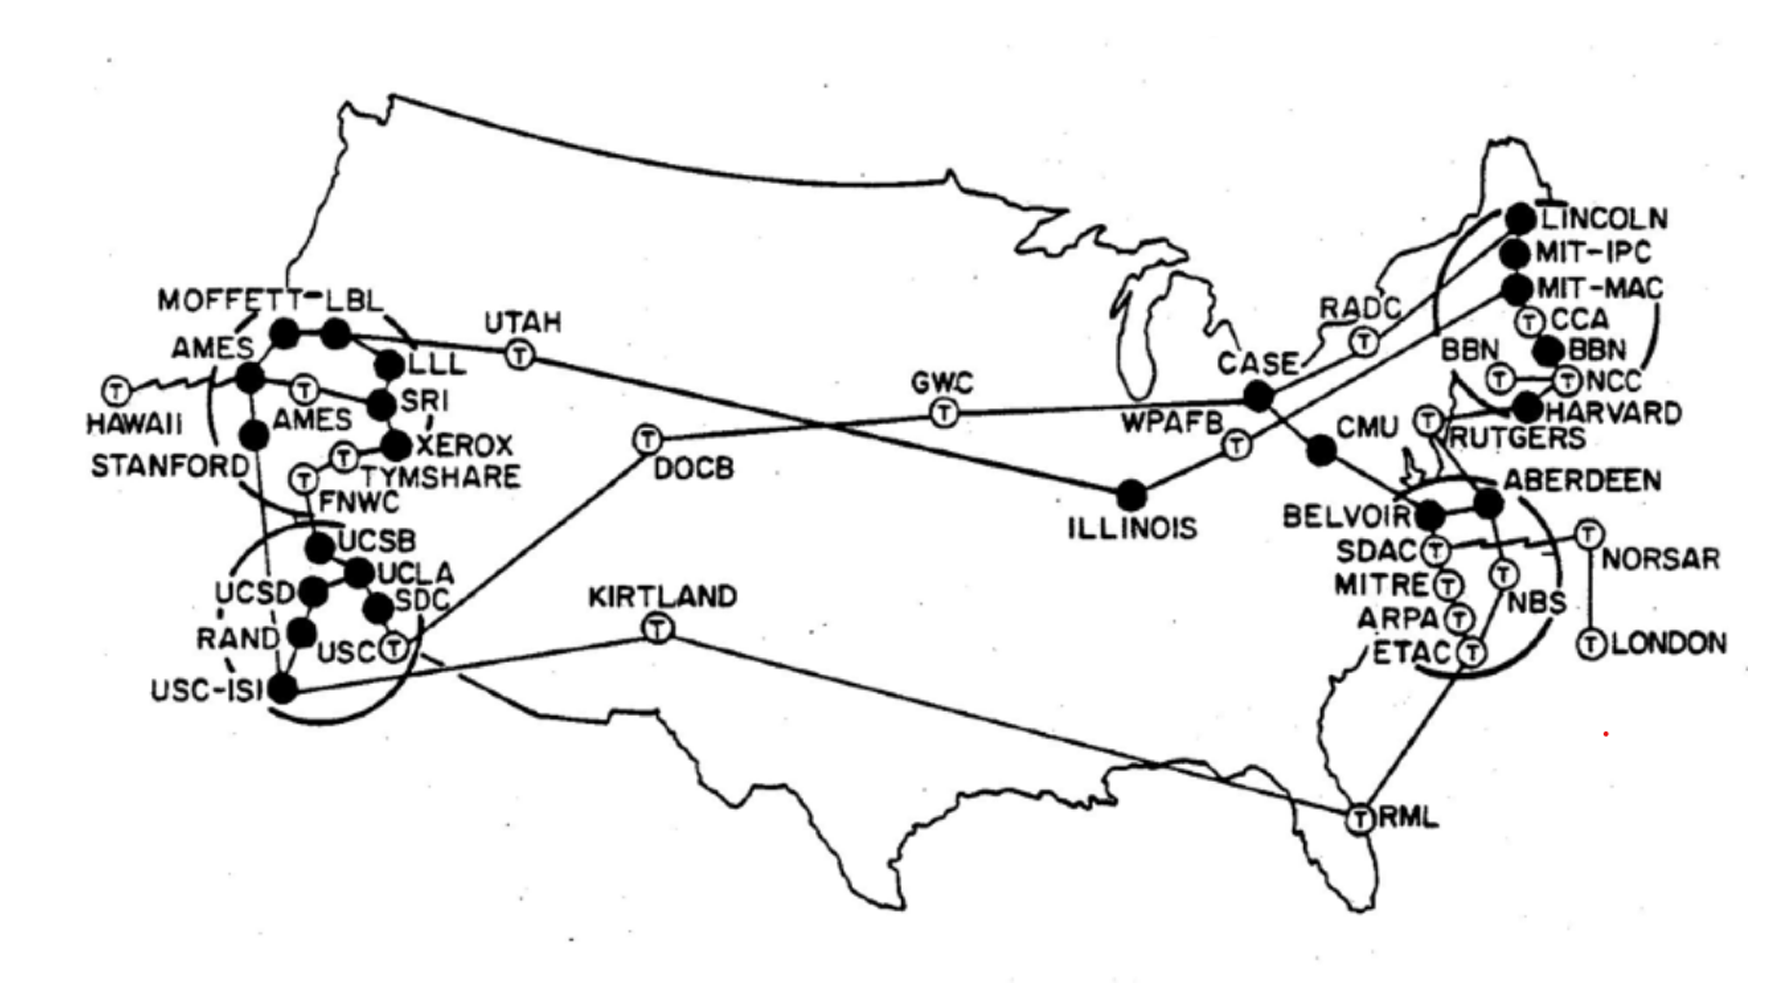 LINCOLN
MIT-IPC
MIT-MAC
MOFFETT-LBL
RADC
CCA
UTAH
AMES
BBN
BBN
CASE
LLL
NCC
GWC
T
HAWAII
AMES
SRI
WPAFB
CMU
HARVARD
RUTGERS
STANFORD
XEROX
DOCB
TYMSHARE
ABERDEEN
FNWC
ILLINOIS
BELVOIR
UCSB
SDAC
NORSAR
UCLA
MITRE
UCSD
SDC
KIRTLAND
NBS
ARPA
RAND
USC
ETAC
LONDON
USC-ISI
RML